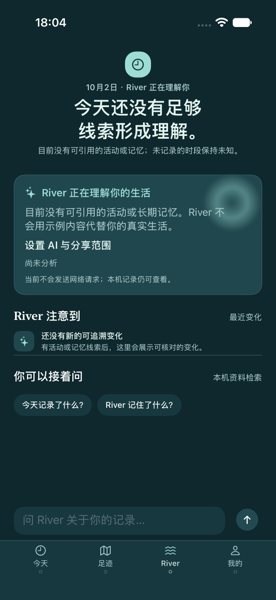 18:04
10月2日 · River 正在理解你
今天还没有足够
线索形成理解。
目前没有可引用的活动或记忆；未记录的时段保持未知。
River 正在理解你的生活
目前没有可引用的活动或长期记忆。River 不
会用示例内容代替你的真实生活。
设置 AI 与分享范围
尚未分析
当前不会发送网络请求；本机记录仍可查看。
River 注意到
最近变化
还没有新的可追溯变化
有活动或记忆线索后，这里会展示可核对的变化。
你可以接着问
本机资料检索
今天记录了什么？
River 记住了什么？
问 River 关于你的记录...
今天
足迹
River
我的